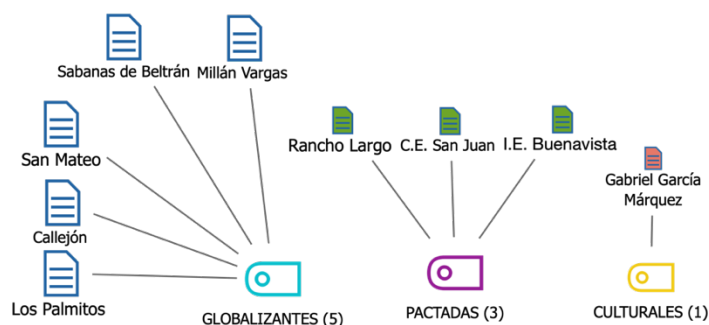 Sabanas de Beltrán
Millán Vargas
San Mateo
Callejón
Los Palmitos
GLOBALIZANTES (5)
Rancho Largo
C.E. San Juan
I.E. Buenavista
PACTADAS (3)
Gabriel García
Márquez
CULTURALES (1)